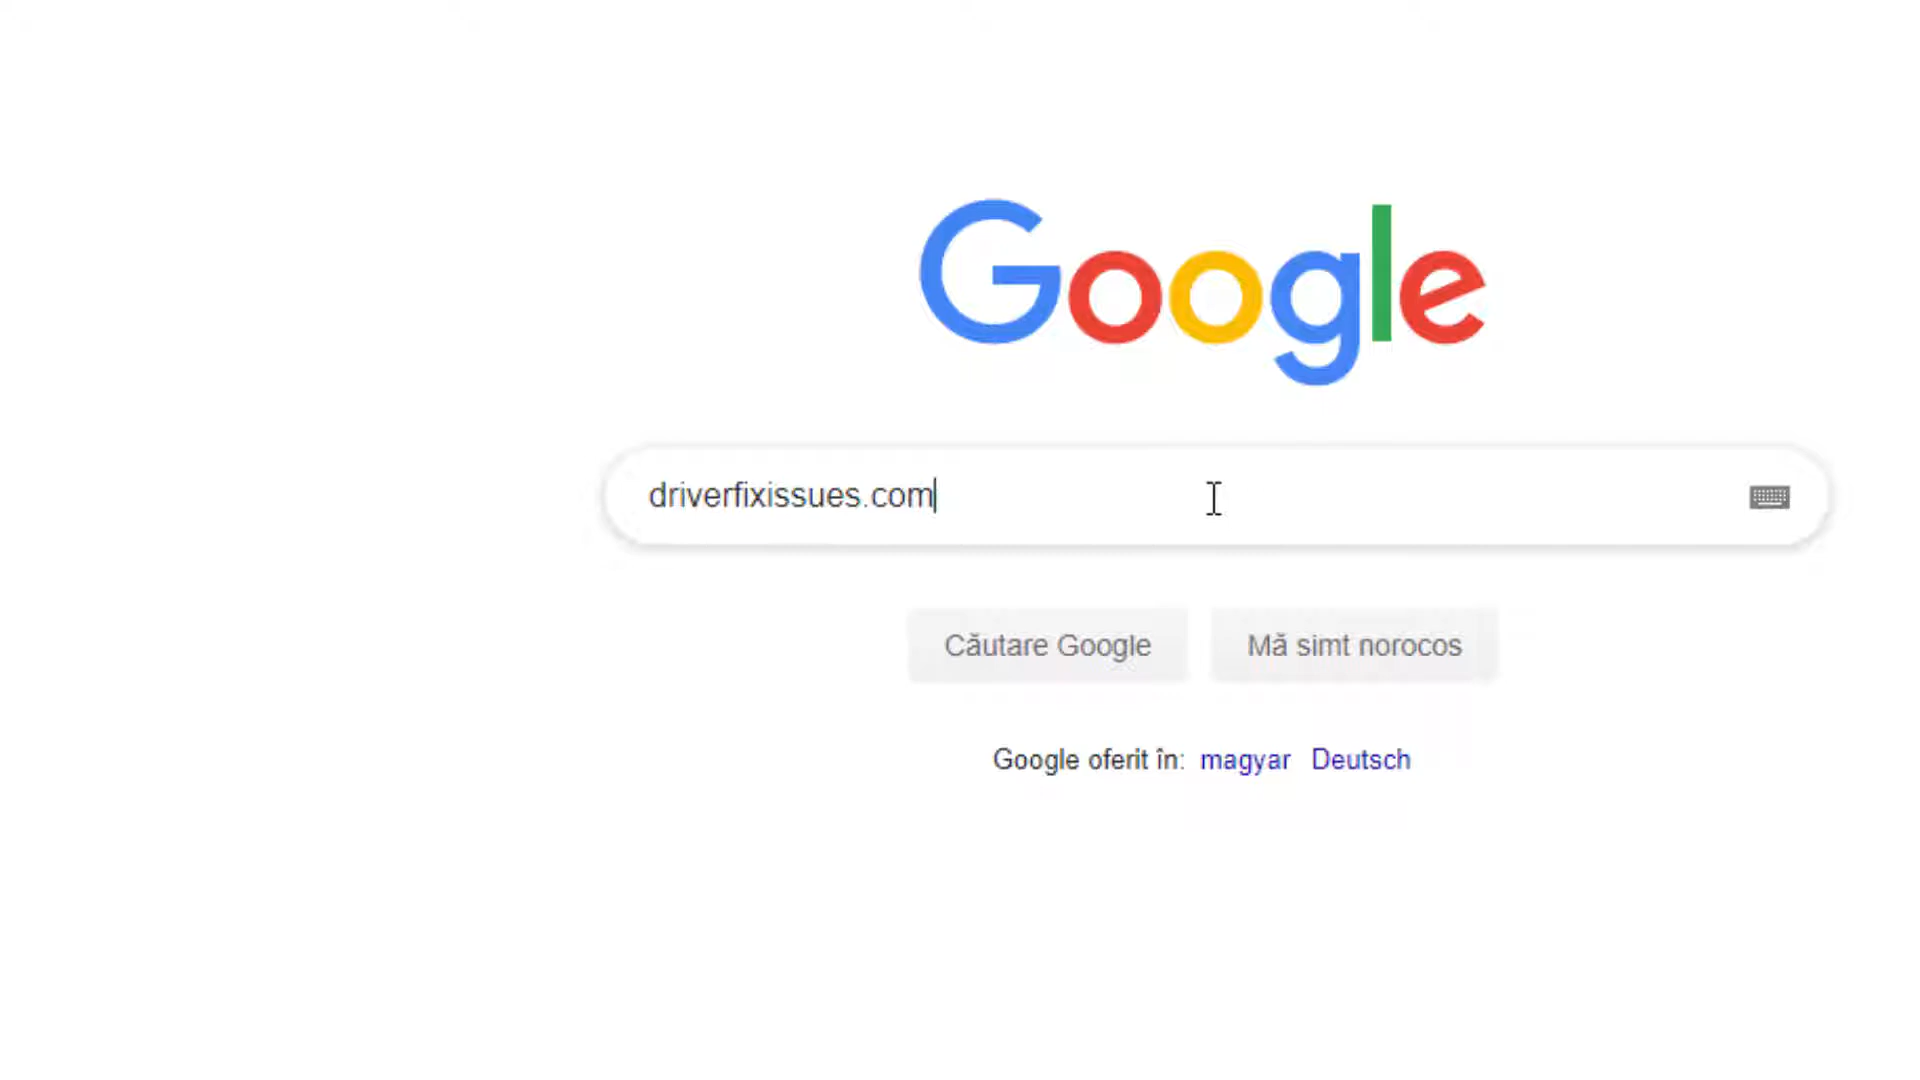 Google
driverfixissues.com
Căutare Google
Mă simt norocos
Google oferit în: magyar Deutsch